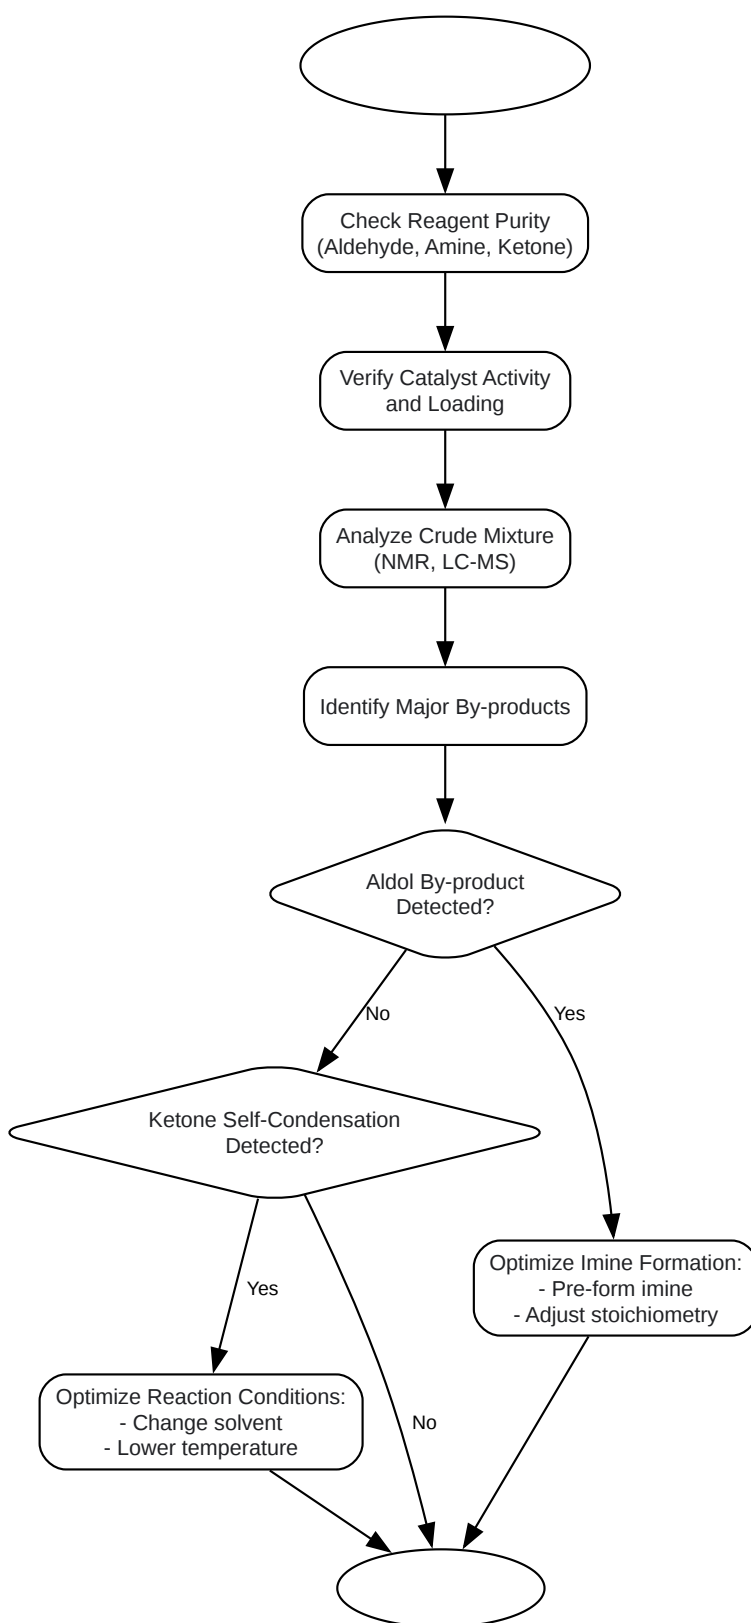 Check Reagent Purity
(Aldehyde, Amine, Ketone)
Verify Catalyst Activity
and Loading
Analyze Crude Mixture
(NMR, LC-MS)
Identify Major By-products
Aldol By-product
Detected?
No
Yes
Ketone Self-Condensation
Detected?
Optimize Imine Formation:
- Pre-form imine
- Adjust stoichiometry
Yes
Optimize Reaction Conditions:
- Change solvent
- Lower temperature
No